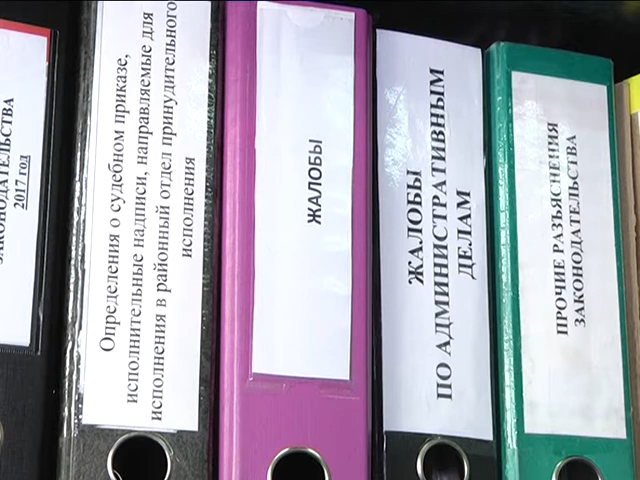 ЗАКОНОДАТЕЛЬСТВА
2017 год
Определения о судебном приказе,
исполнительные надписи, направляемые для
исполнения в районный отдел принудительного
исполнения
ЖАЛОБЫ
ЖАЛОБЫ
ПО АДМИНИСТРАТИВНЫМ
ДЕЛАМ
ПРОЧИЕ РАЗЪЯСНЕНИЯ
ЗАКОНОДАТЕЛЬСТВА